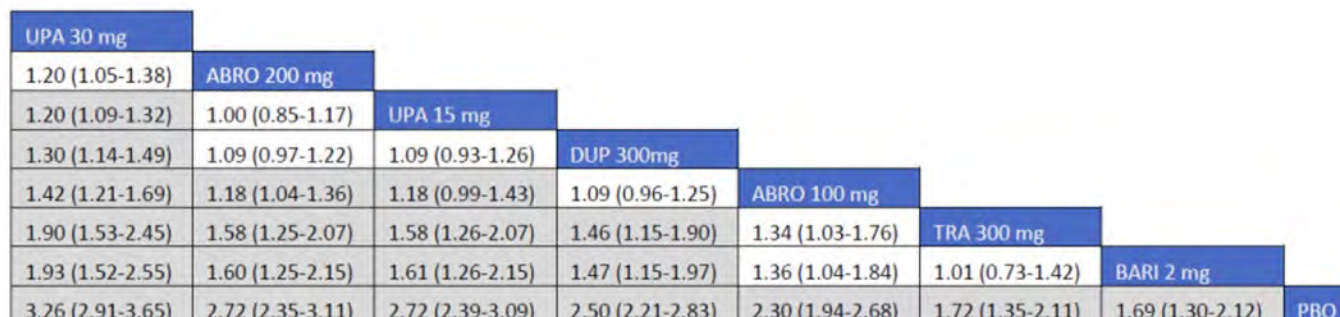 UPA 30 mg
1.20 (1.05-1.38) ABRO 200 mg
1.20 (1.09-1.32) 1.00 (0.85-1.17) UPA 15 mg
1.30 (1.14-1.49) 1.09 (0.97-1.22) 1.09 (0.93-1.26) DUP 300mg
1.42 (1.21-1.69) 1.18 (1.04-1.36) 1.18 (0.99-1.43) 1.09 (0.96-1.25) ABRO 100 mg
1.90 (1.53-2.45) 1.58 (1.25-2.07) 1.58 (1.26-2.07) 1.46 (1.15-1.90) 1.34 (1.03-1.76) TRA 300 mg
1.93 (1.52-2.55) 1.60 (1.25-2.15) 1.61 (1.26-2.15) 1.47 (1.15-1.97) 1.36 (1.04-1.84) 1.01 (0.73-1.42) BARI 2 mg
3.26 (2.91-3.65) 2.72 (2.35-3.11) 2.72 (2.39-3.09) 2.50 (2.21-2.83) 2.30 (1.94-2.68) 1.72 (1.35-2.11) 1.69 (1.30-2.12) PBO